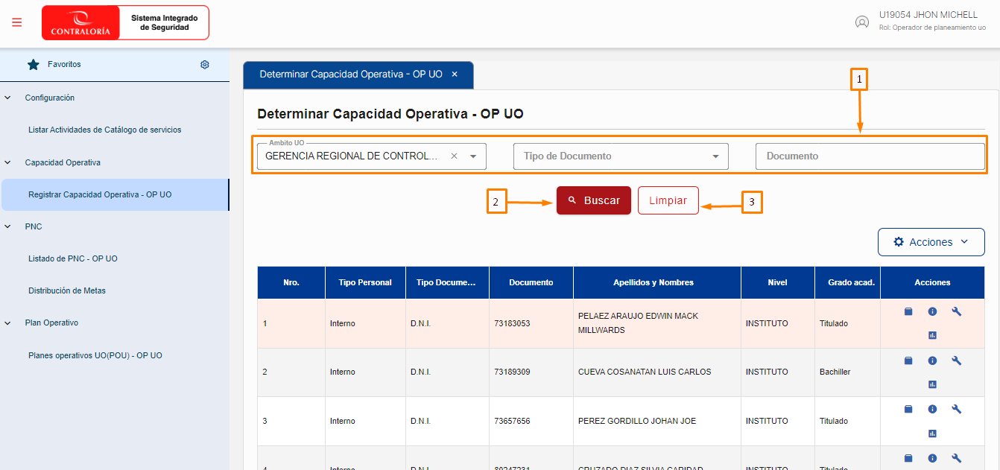 CONTRALORÍA
Sistema Integrado
de Seguridad
U19054 JHON MICHELL
Rol: Operador de planeamiento uo
Favoritos
Configuración
Listar Actividades de Catálogo de servicios
Capacidad Operativa
Registrar Capacidad Operativa - OP UO
PNC
Listado de PNC - OP UO
Distribución de Metas
Plan Operativo
Planes operativos UO(POU) - OP UO
Determinar Capacidad Operativa - OP UO ×
1
Determinar Capacidad Operativa - OP UO
Ambito UO
GERENCIA REGIONAL DE CONTROL... × Tipo de Documento Documento
2 Buscar Limpiar 3
Acciones
Nro. Tipo Personal Tipo Docume... Documento Apellidos y Nombres Nivel Grado acad. Acciones
1 Interno D.N.I. 73183053 PELAEZ ARAUJO EDWIN MACK
MILLWARDS INSTITUTO Titulado
2 Interno D.N.I. 73189309 CUEVA COSANATAN LUIS CARLOS INSTITUTO Bachiller
3 Interno D.N.I. 73657656 PEREZ GORDILLO JOHAN JOE INSTITUTO Titulado
4 Interno D.N.I. 80247231 CRUZADO DIAZ SILVIA CARIDAD INSTITUTO Titulado